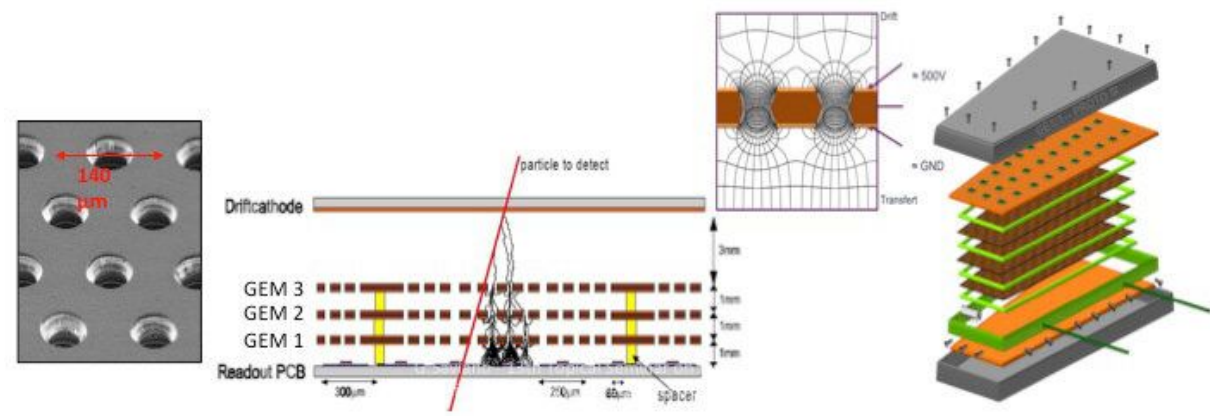 140
μm
Driftcathode
particle to detect
GEM 3
GEM 2
GEM 1
Readout PCB
3mm
1mm
1mm
1mm
300μm
250μm
60μm
spacer
Drift
≈ 500V
≈ GND
Transfert